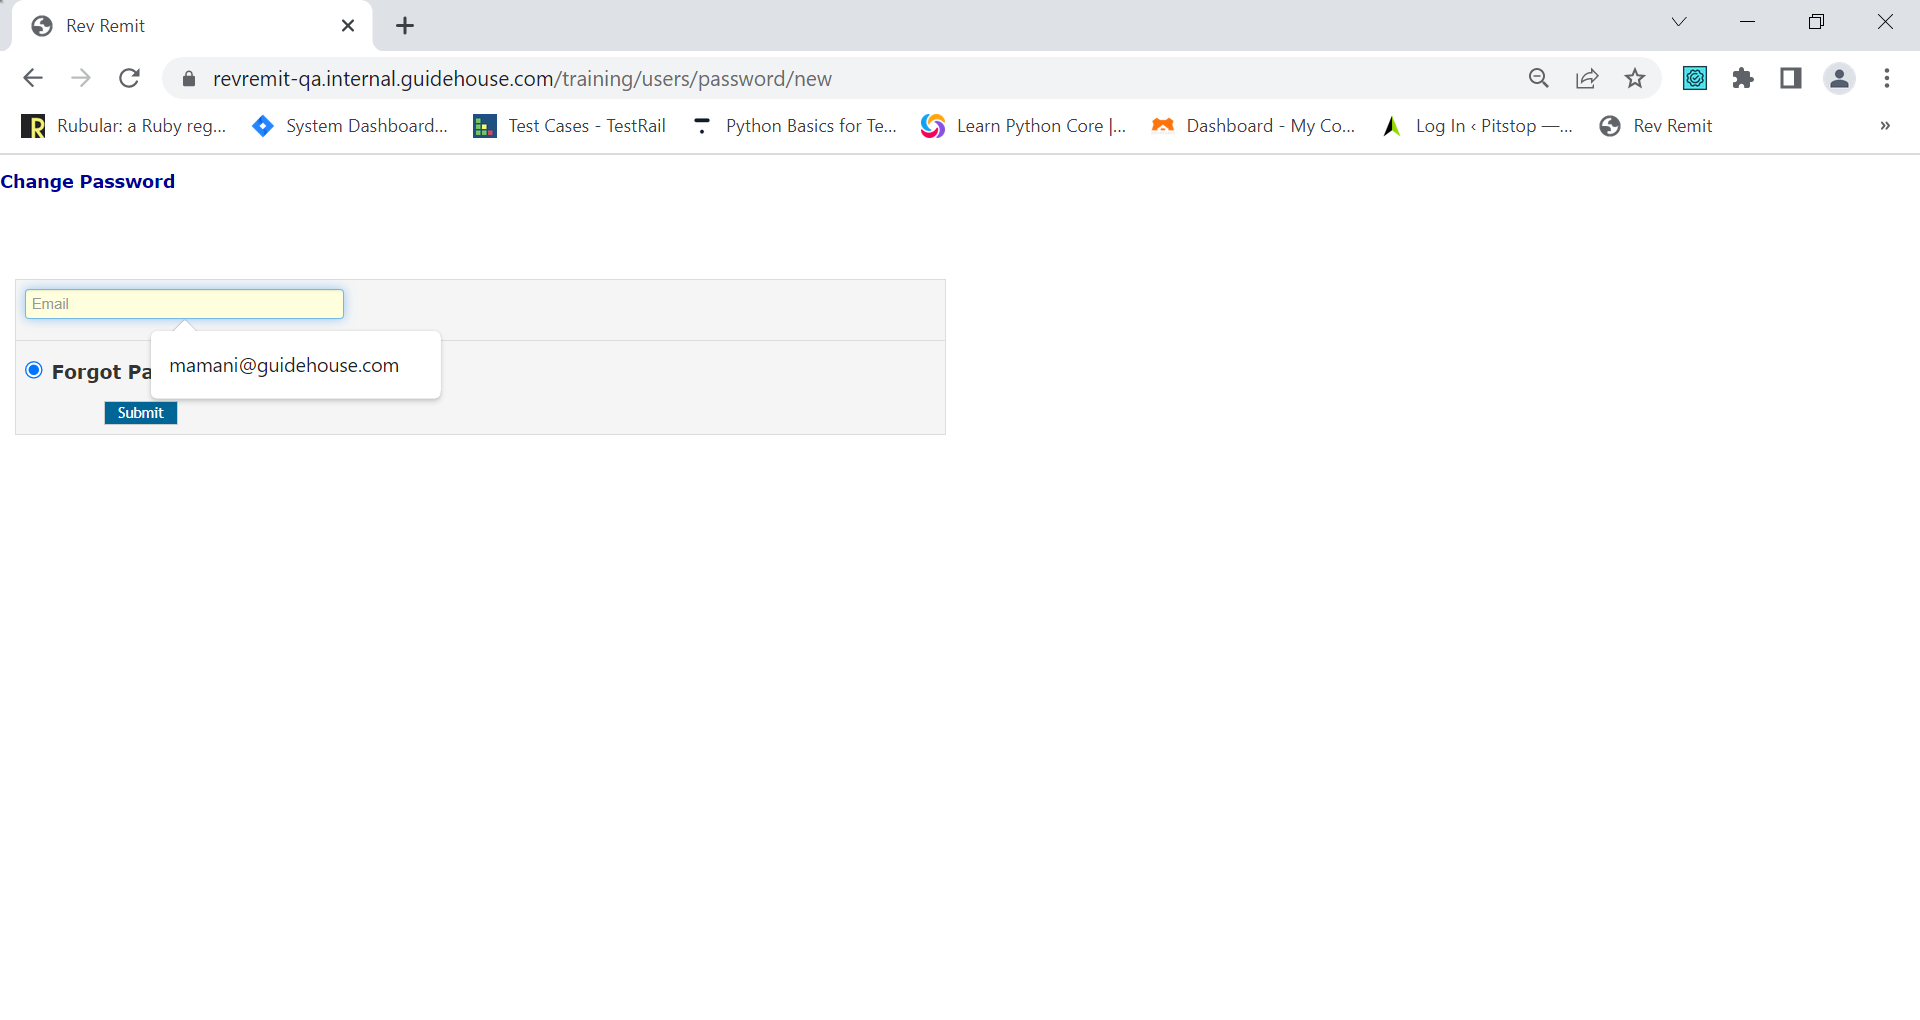 Rev Remit
revremit-qa.internal.guidehouse.com/training/users/password/new
Rubular: a Ruby reg... System Dashboard... Test Cases - TestRail Python Basics for Te... Learn Python Core |... Dashboard - My Co... Log In ‹ Pitstop —... Rev Remit »
Change Password
Email
mamani@guidehouse.com
Forgot Pa
Submit